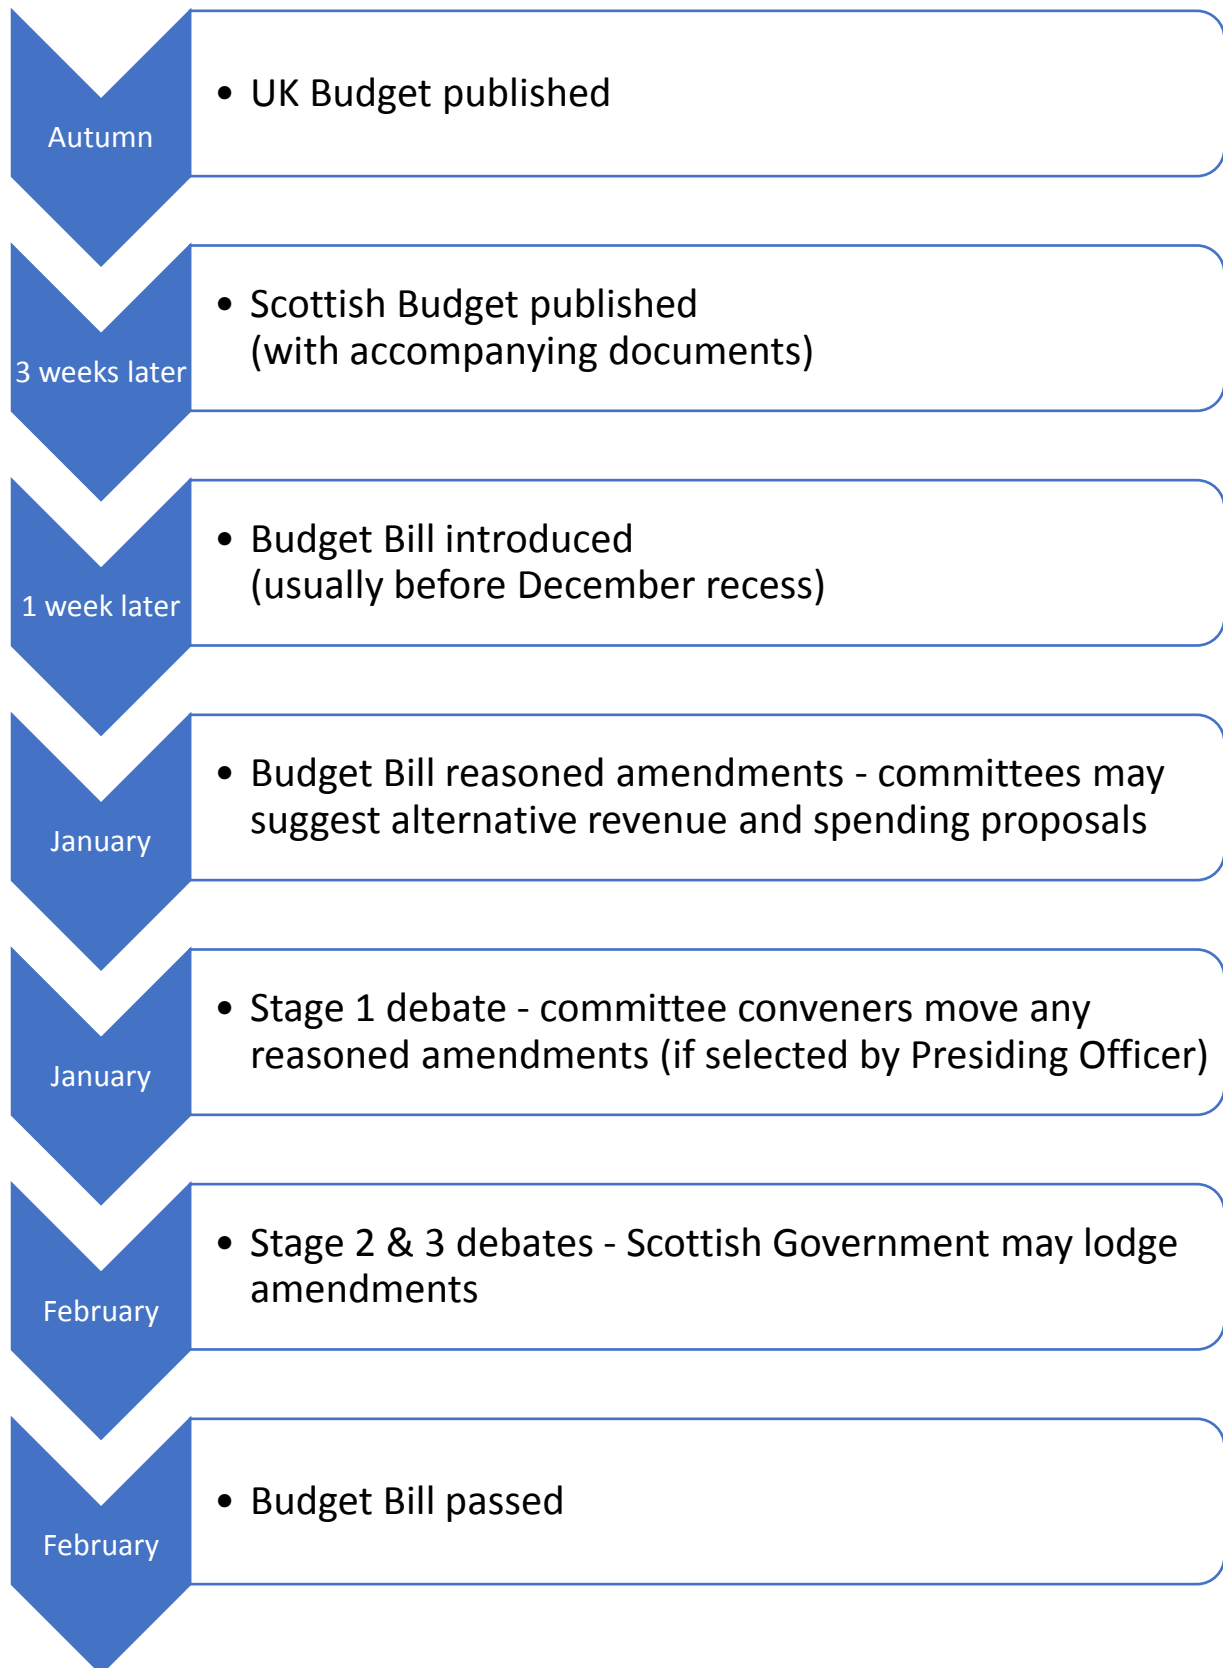 Autumn
• UK Budget published
3 weeks later
• Scottish Budget published
(with accompanying documents)
1 week later
• Budget Bill introduced
(usually before December recess)
January
• Budget Bill reasoned amendments - committees may
suggest alternative revenue and spending proposals
January
• Stage 1 debate - committee conveners move any
reasoned amendments (if selected by Presiding Officer)
February
• Stage 2 & 3 debates - Scottish Government may lodge
amendments
February
• Budget Bill passed